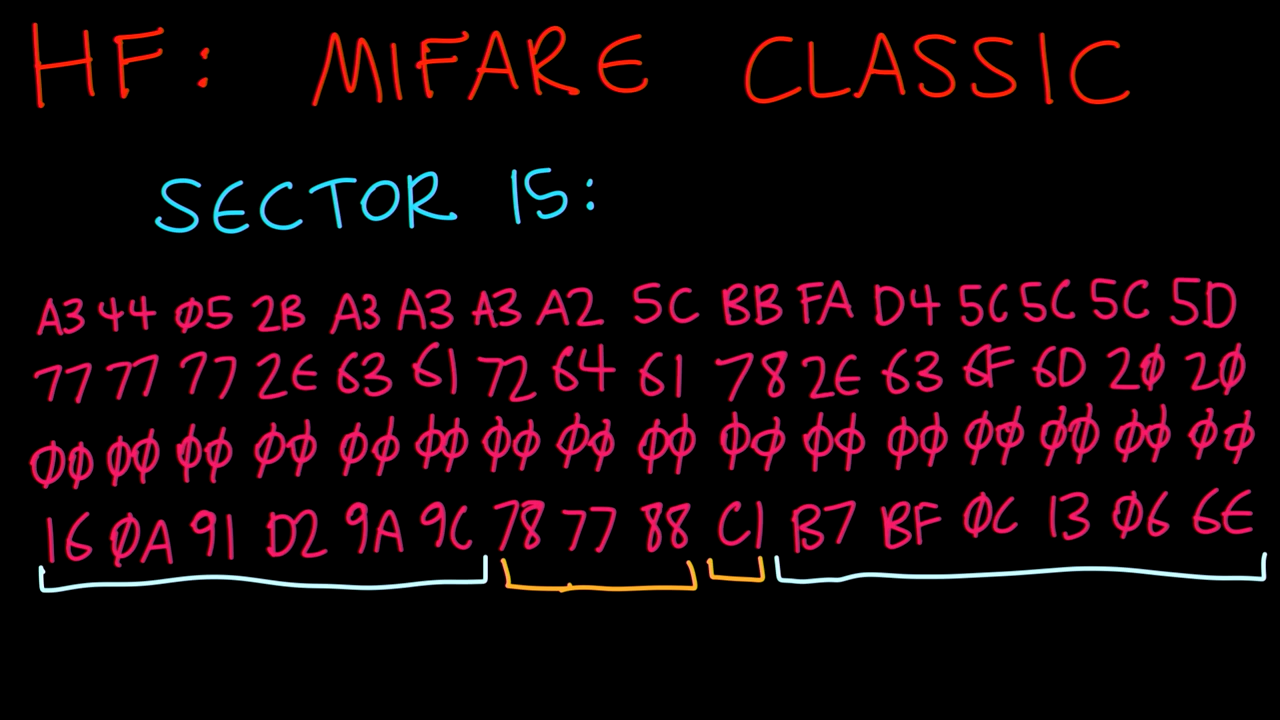 HF: MIFARE CLASSIC
SECTOR 15:
A3 44 05 2B A3 A3 A3 A2 5C BB FA D4 5C 5C 5C 5D
77 77 77 2E 63 61 72 64 61 78 2E 63 6F 6D 20 20
00 00 00 00 00 00 00 00 00 00 00 00 00 00 00 00
16 0A 91 D2 9A 9C 78 77 88 C1 B7 BF 0C 13 06 6E